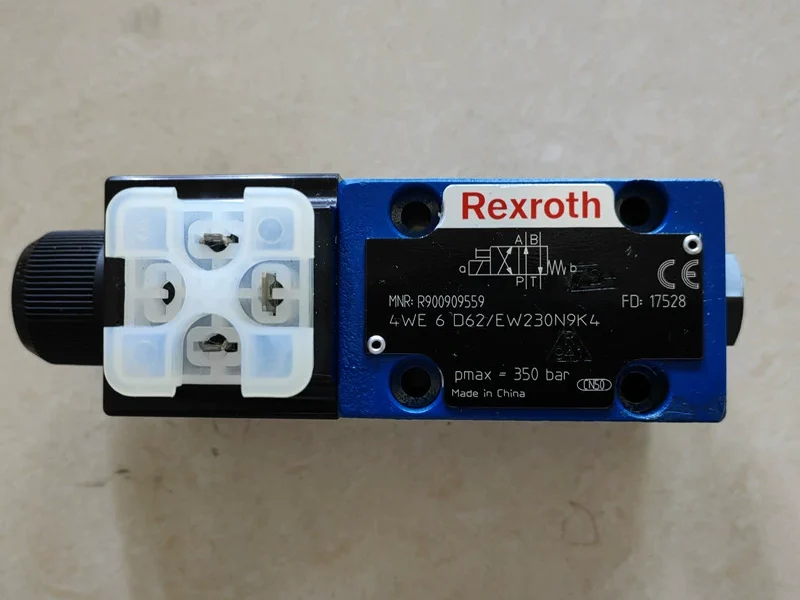 Rexroth
A B
a b
P T
CE
MNR: R900909559 FD: 17528
4WE 6 D62/EW230N9K4
pmax = 350 bar CN50
Made in China